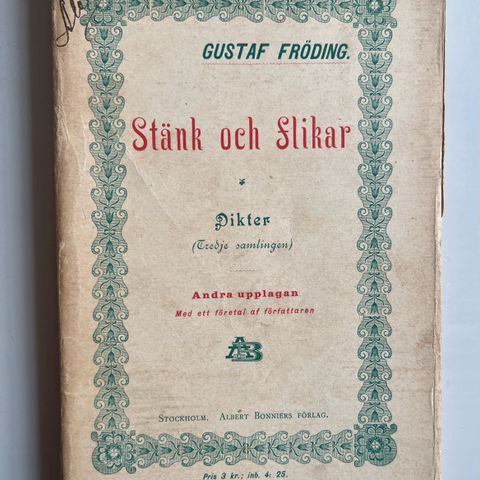 GUSTAF FRÖDING.
Stänk och Flikar
Dikter
(Tredje samlingen)
Andra upplagan
Med ett företal af författaren
AAB
STOCKHOLM, ALBERT BONNIERS FÖRLAG.
Pris 3 kr.; inb. 4: 25.